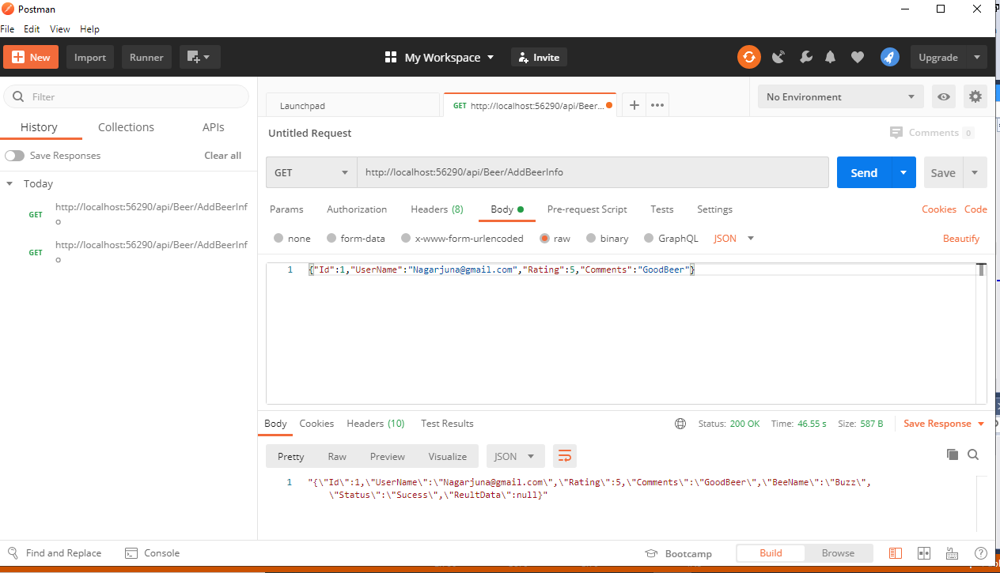 Postman
File Edit View Help
New Import Runner My Workspace Invite Upgrade
Filter
History Collections APIs
Save Responses Clear all
Today
GET http://localhost:56290/api/Beer/AddBeerInf
o
GET http://localhost:56290/api/Beer/AddBeerInf
o
Launchpad GET http://localhost:56290/api/Beer... + ••• No Environment
Untitled Request Comments 0
GET http://localhost:56290/api/Beer/AddBeerInfo Send Save
Params Authorization Headers (8) Body Pre-request Script Tests Settings Cookies Code
none form-data x-www-form-urlencoded raw binary GraphQL JSON Beautify
1 {"Id":1,"UserName":"Nagarjuna@gmail.com","Rating":5,"Comments":"GoodBeer"}
Body Cookies Headers (10) Test Results Status: 200 OK Time: 46.55 s Size: 587 B Save Response
Pretty Raw Preview Visualize JSON
1 "{\"Id\":1,\"UserName\":\"Nagarjuna@gmail.com\",\"Rating\":5,\"Comments\":\"GoodBeer\",\"BeeName\":\"Buzz\",
\"Status\":\"Sucess\",\"ReultData\":null}"
Find and Replace Console Bootcamp Build Browse